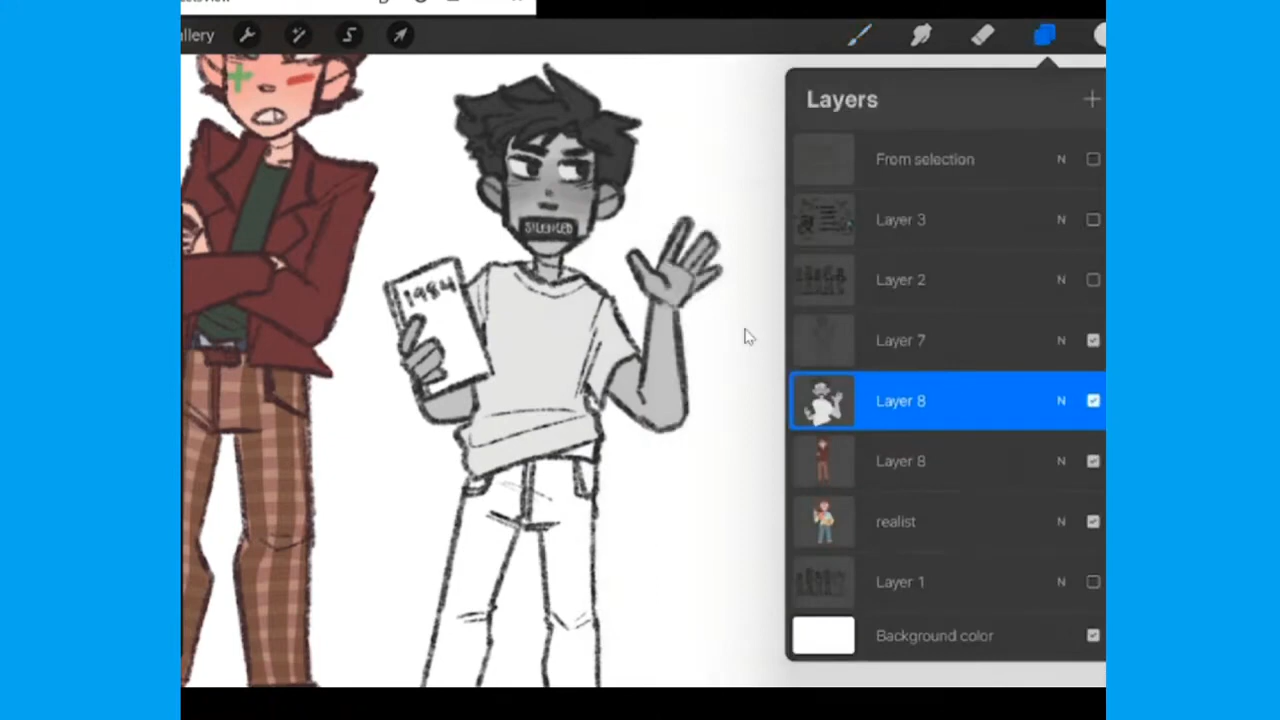 llery
Layers
From selection N
Layer 3 N
Layer 2 N
Layer 7 N
Layer 8 N
Layer 8 N
realist N
Layer 1 N
Background color
SILENCED
1984